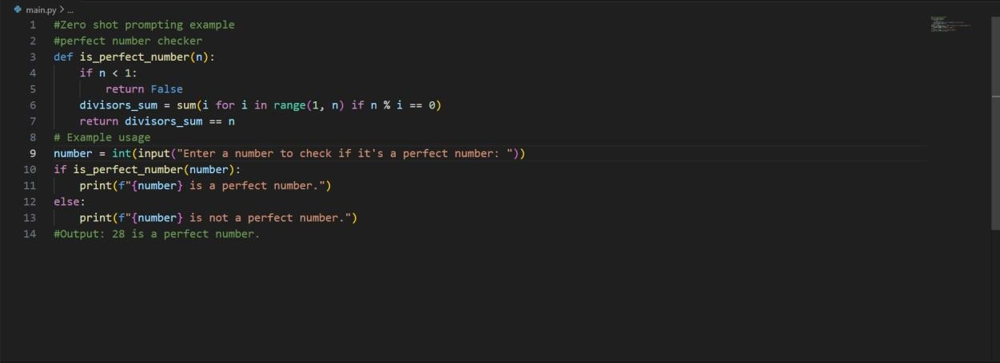 main.py > ...
1 #Zero shot prompting example
2 #perfect number checker
3 def is_perfect_number(n):
4     if n < 1:
5         return False
6     divisors_sum = sum(i for i in range(1, n) if n % i == 0)
7     return divisors_sum == n
8 # Example usage
9 number = int(input("Enter a number to check if it's a perfect number: "))
10 if is_perfect_number(number):
11     print(f"{number} is a perfect number.")
12 else:
13     print(f"{number} is not a perfect number.")
14 #Output: 28 is a perfect number.